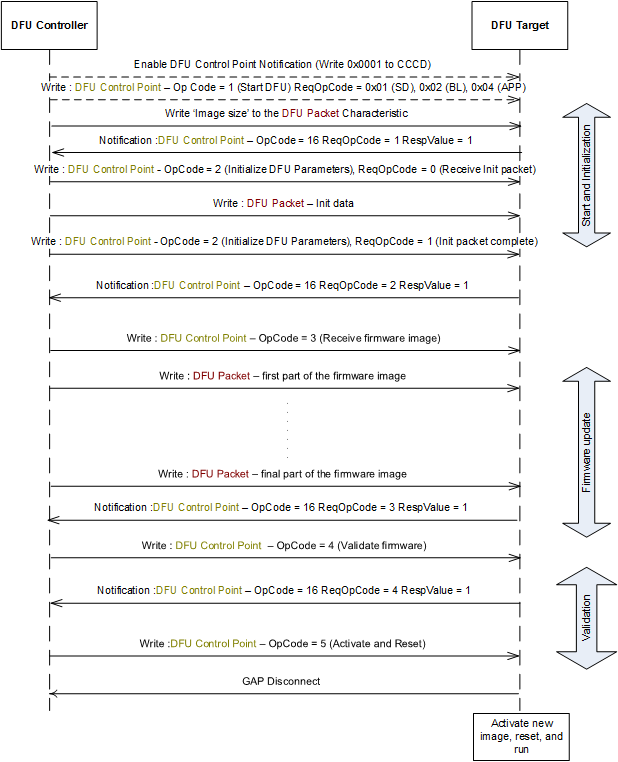 DFU Controller
DFU Target
Enable DFU Control Point Notification (Write 0x0001 to CCCD)
Write : DFU Control Point – Op Code = 1 (Start DFU) ReqOpCode = 0x01 (SD), 0x02 (BL), 0x04 (APP)
Write 'Image size' to the DFU Packet Characteristic
Notification :DFU Control Point – OpCode = 16 ReqOpCode = 1 RespValue = 1
Write : DFU Control Point - OpCode = 2 (Initialize DFU Parameters), ReqOpCode = 0 (Receive Init packet)
Write : DFU Packet – Init data
Write : DFU Control Point - OpCode = 2 (Initialize DFU Parameters), ReqOpCode = 1 (Init packet complete)
Start and Initialization
Notification :DFU Control Point – OpCode = 16 ReqOpCode = 2 RespValue = 1
Write : DFU Control Point – OpCode = 3 (Receive firmware image)
Write : DFU Packet – first part of the firmware image
Write : DFU Packet – final part of the firmware image
Notification :DFU Control Point – OpCode = 16 ReqOpCode = 3 RespValue = 1
Firmware update
Write : DFU Control Point – OpCode = 4 (Validate firmware)
Notification :DFU Control Point – OpCode = 16 ReqOpCode = 4 RespValue = 1
Write :DFU Control Point – OpCode = 5 (Activate and Reset)
Validation
GAP Disconnect
Activate new
image, reset, and
run